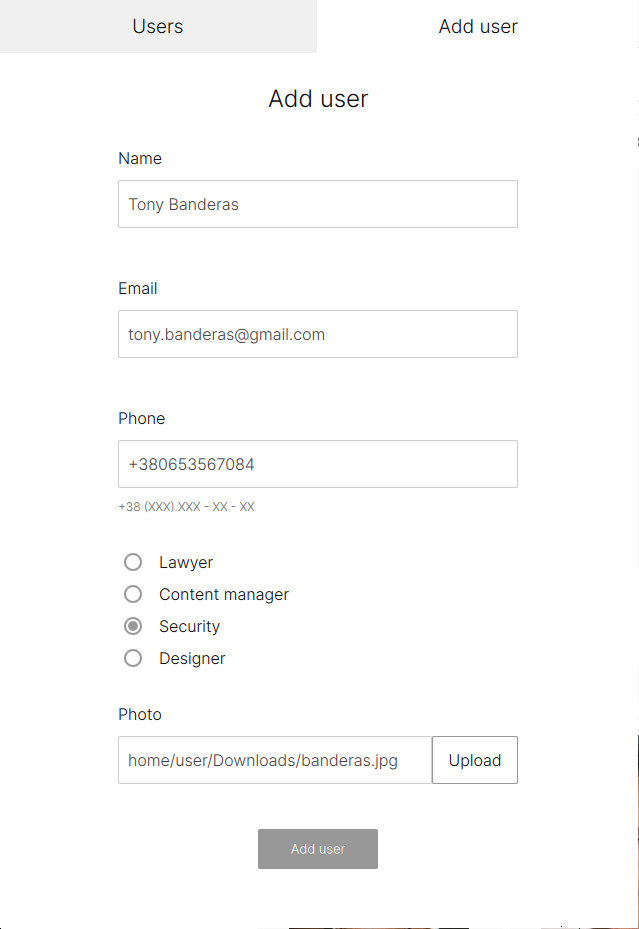 Users
Add user
Add user
Name
Tony Banderas
Email
tony.banderas@gmail.com
Phone
+380653567084
+38 (XXX) XXX - XX - XX
Lawyer
Content manager
Security
Designer
Photo
home/user/Downloads/banderas.jpg
Upload
Add user